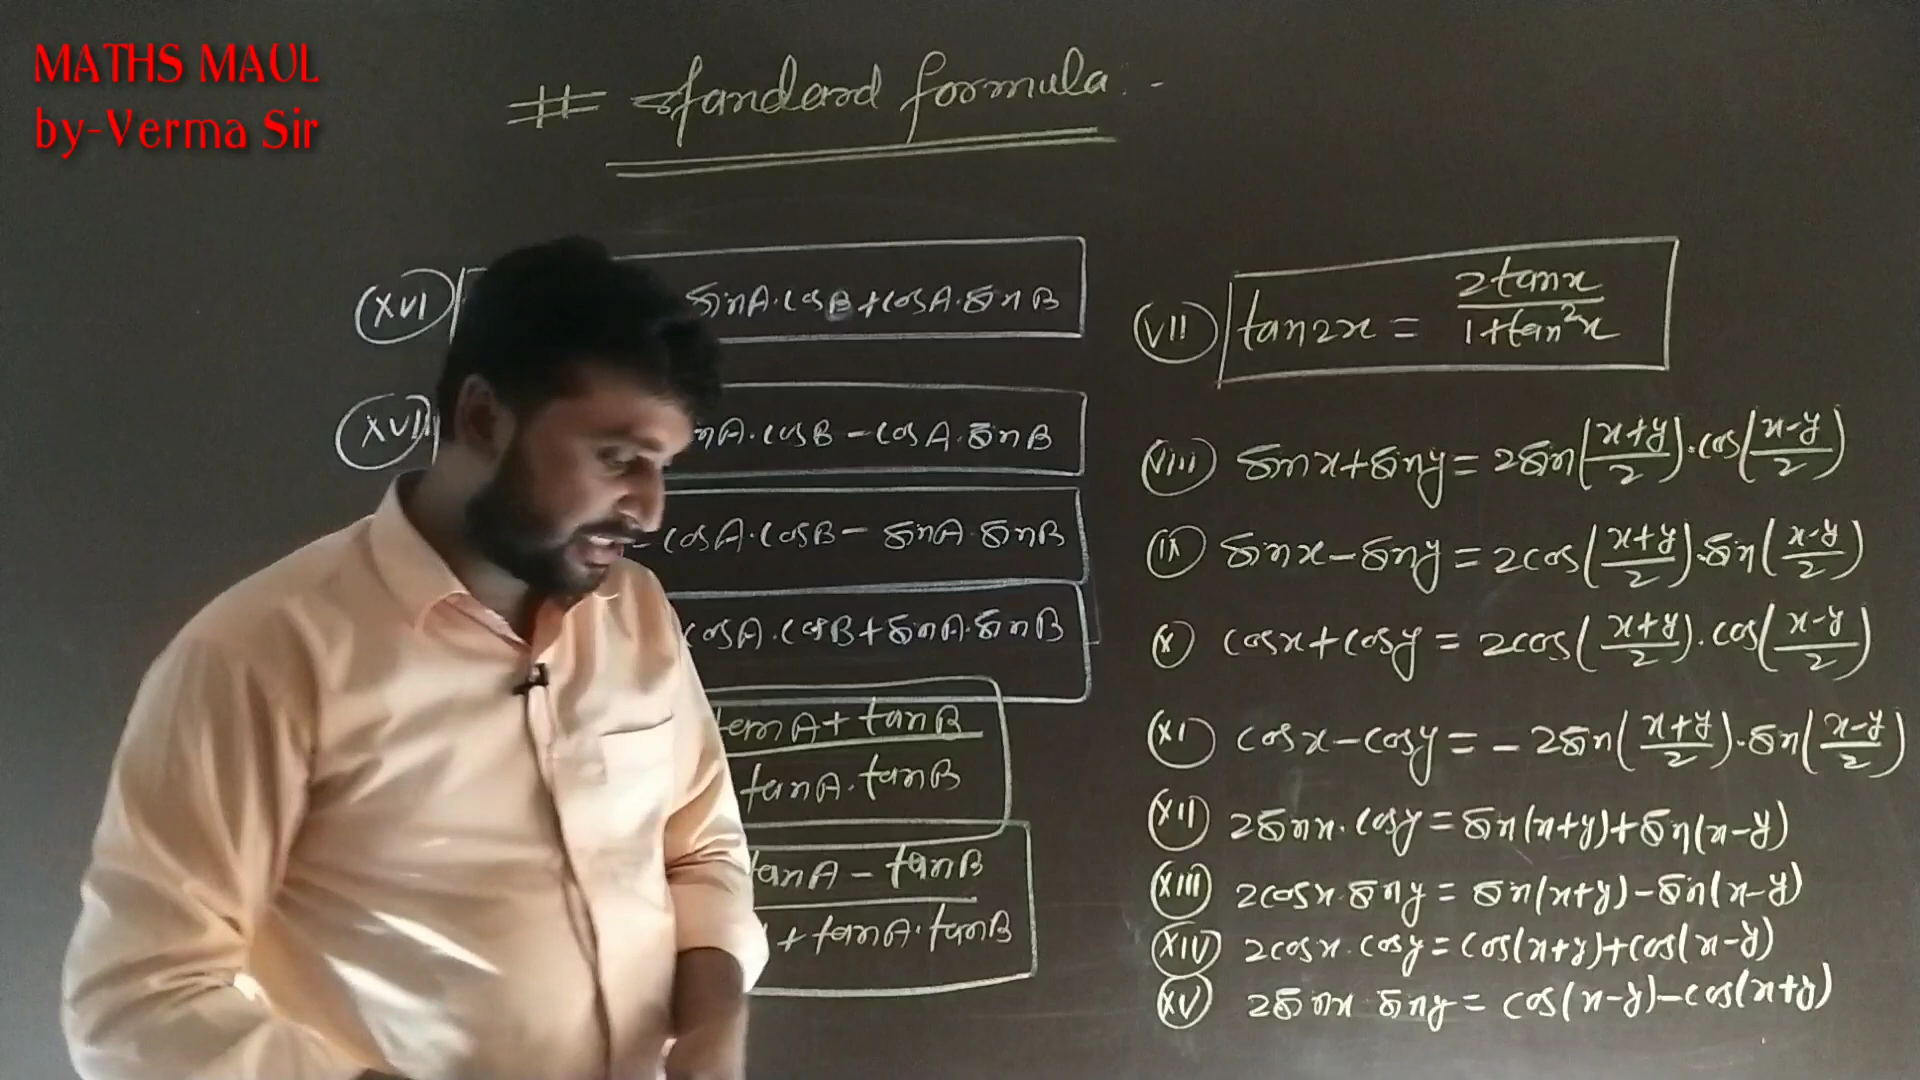 MATHS MAUL
by-Verma Sir
# Standard formula :-
(XVI) sinA.cosB+cosA.sinB
(XVII) nA.cosB-cosA.sinB
-cosA.cosB-sinA.sinB
cosA.cosB+sinA.sinB
tanA+tanB
tanA.tanB
tanA-tanB
1+tanA.tanB
(VII) tan2x = 2tanx/1+tan²x
(VIII) sinx+siny=2sin(x+y/2).cos(x-y/2)
(IX) sinx-siny=2cos(x+y/2).sin(x-y/2)
(X) cosx+cosy=2cos(x+y/2).cos(x-y/2)
(XI) cosx-cosy=-2sin(x+y/2).sin(x-y/2)
(XII) 2sinx.cosy=sin(x+y)+sin(x-y)
(XIII) 2cosx.siny=sin(x+y)-sin(x-y)
(XIV) 2cosx.cosy=cos(x+y)+cos(x-y)
(XV) 2sinx siny=cos(x-y)-cos(x+y)